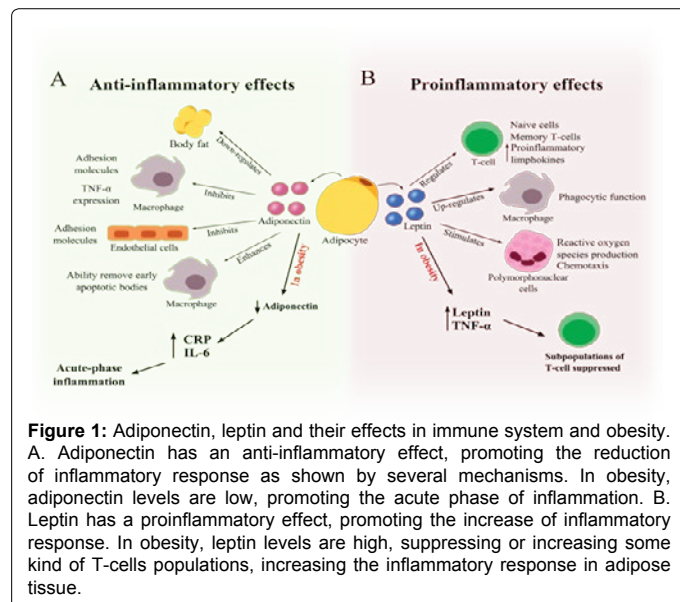 A Anti-inflammatory effects
Body fat
Down-regulates
Adhesion
molecules
TNF-α
expression
Macrophage
Inhibits
Adiponectin
Adhesion
molecules
Endothelial cells
Inhibits
Ability remove early
apoptotic bodies
Macrophage
Enhances
In obesity
Adiponectin
CRP
IL-6
Acute-phase
inflammation
Adipocyte
B Proinflammatory effects
Regulates
T-cell
Naive cells
Memory T-cells
Proinflammatory
limphokines
Leptin
Up-regulates
Macrophage
Phagocytic function
Stimulates
Polymorphonuclear
cells
Reactive oxygen
species production
Chemotaxis
In obesity
Leptin
TNF-α
Subpopulations of
T-cell suppressed
Figure 1: Adiponectin, leptin and their effects in immune system and obesity.
A. Adiponectin has an anti-inflammatory effect, promoting the reduction
of inflammatory response as shown by several mechanisms. In obesity,
adiponectin levels are low, promoting the acute phase of inflammation. B.
Leptin has a proinflammatory effect, promoting the increase of inflammatory
response. In obesity, leptin levels are high, suppressing or increasing some
kind of T-cells populations, increasing the inflammatory response in adipose
tissue.